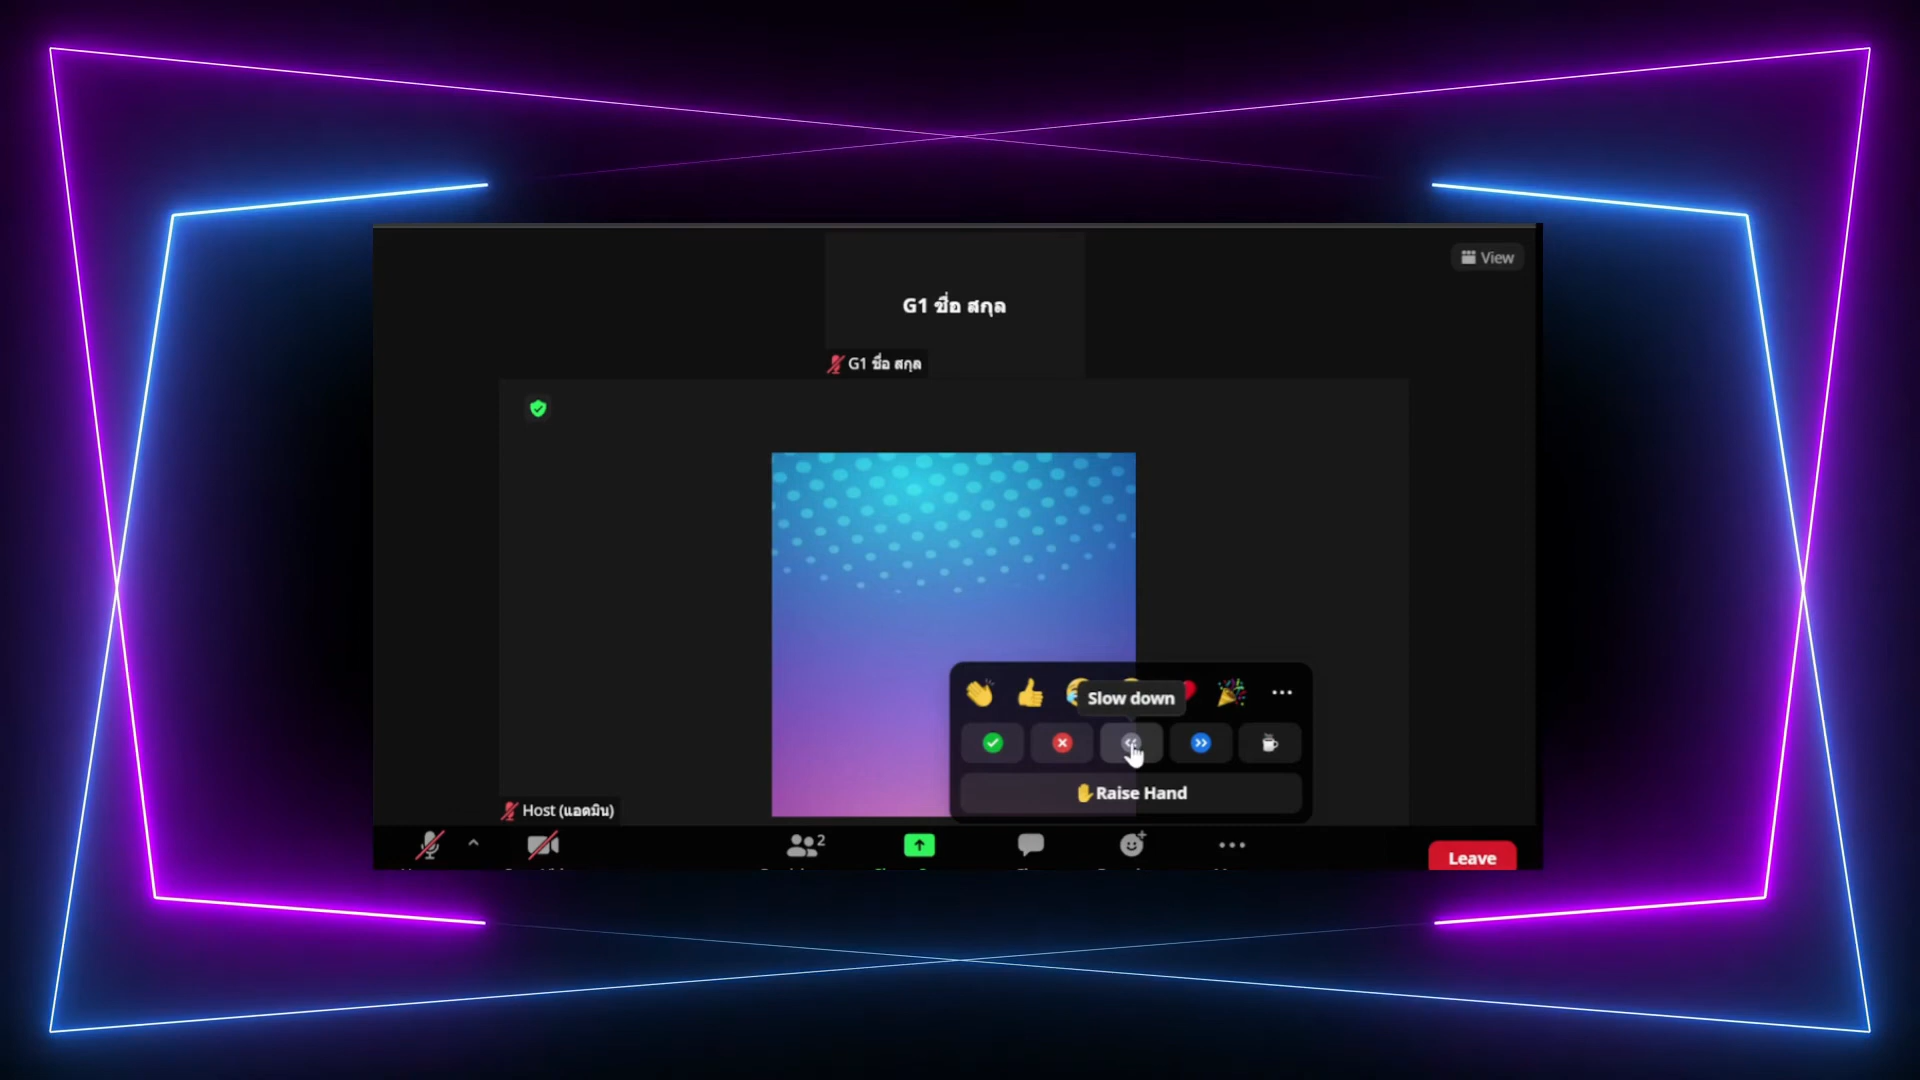 View
G1 ชื่อ สกุล
G1 ชื่อ สกุล
Slow down
✋Raise Hand
Host (แอดมิน)
2
Leave